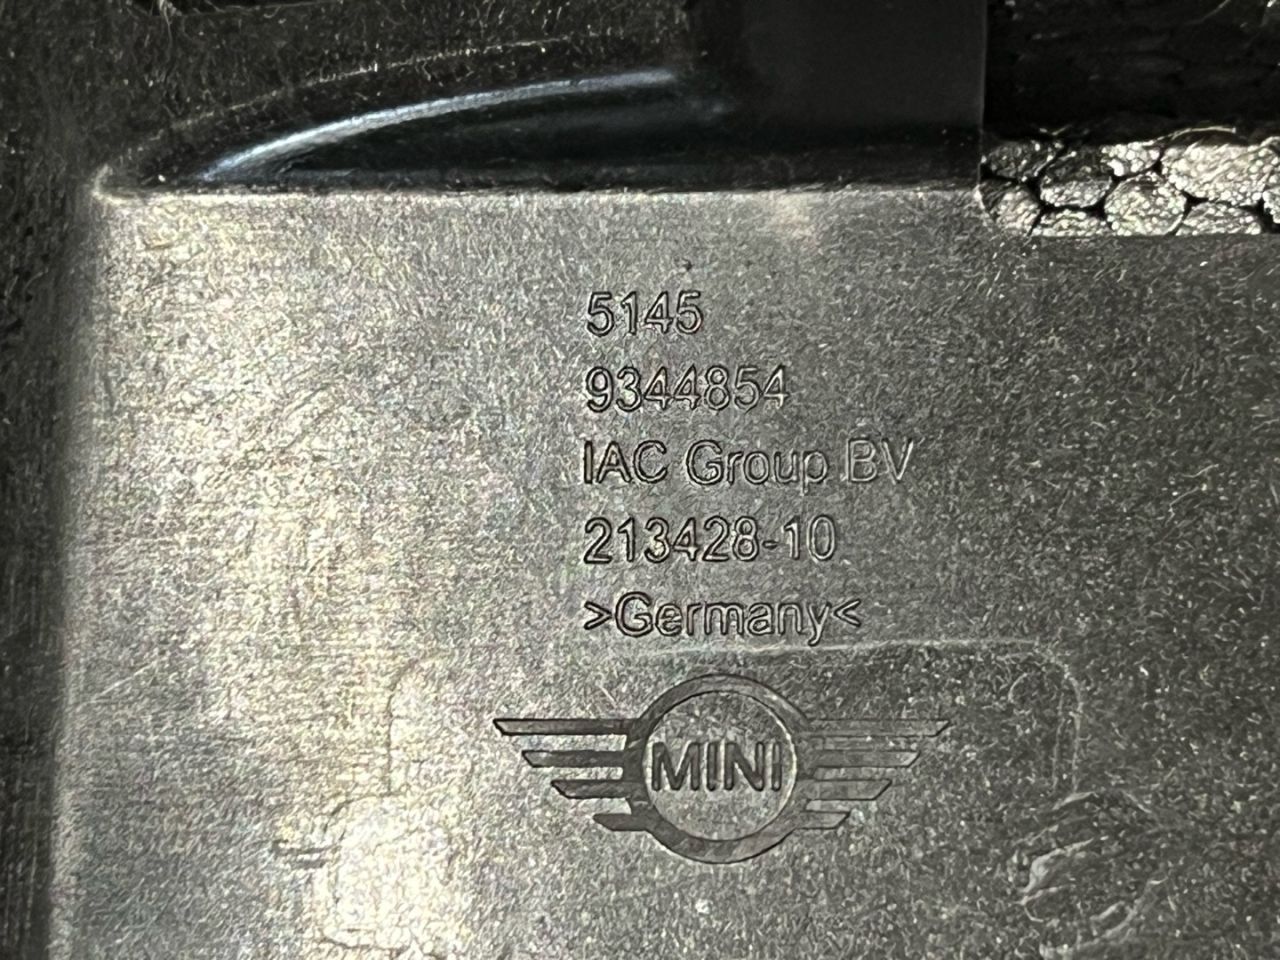 5145
9344854
IAC Group BV
213428-10
>Germany<
MINI